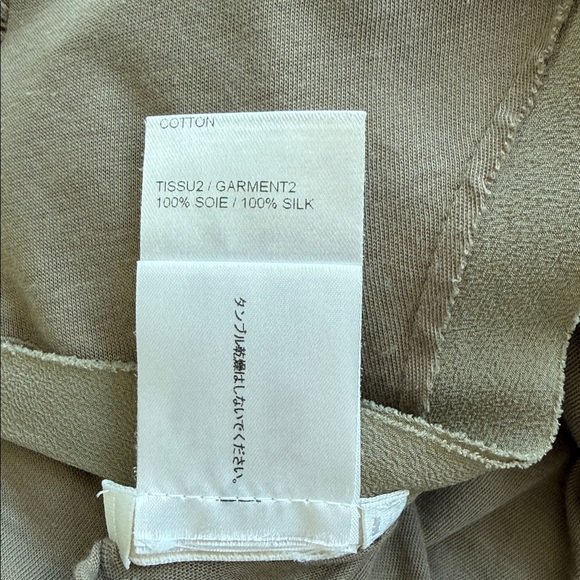 COTTON
TISSU2 / GARMENT2
100% SOIE / 100% SILK
タンブル乾燥はしないでください。